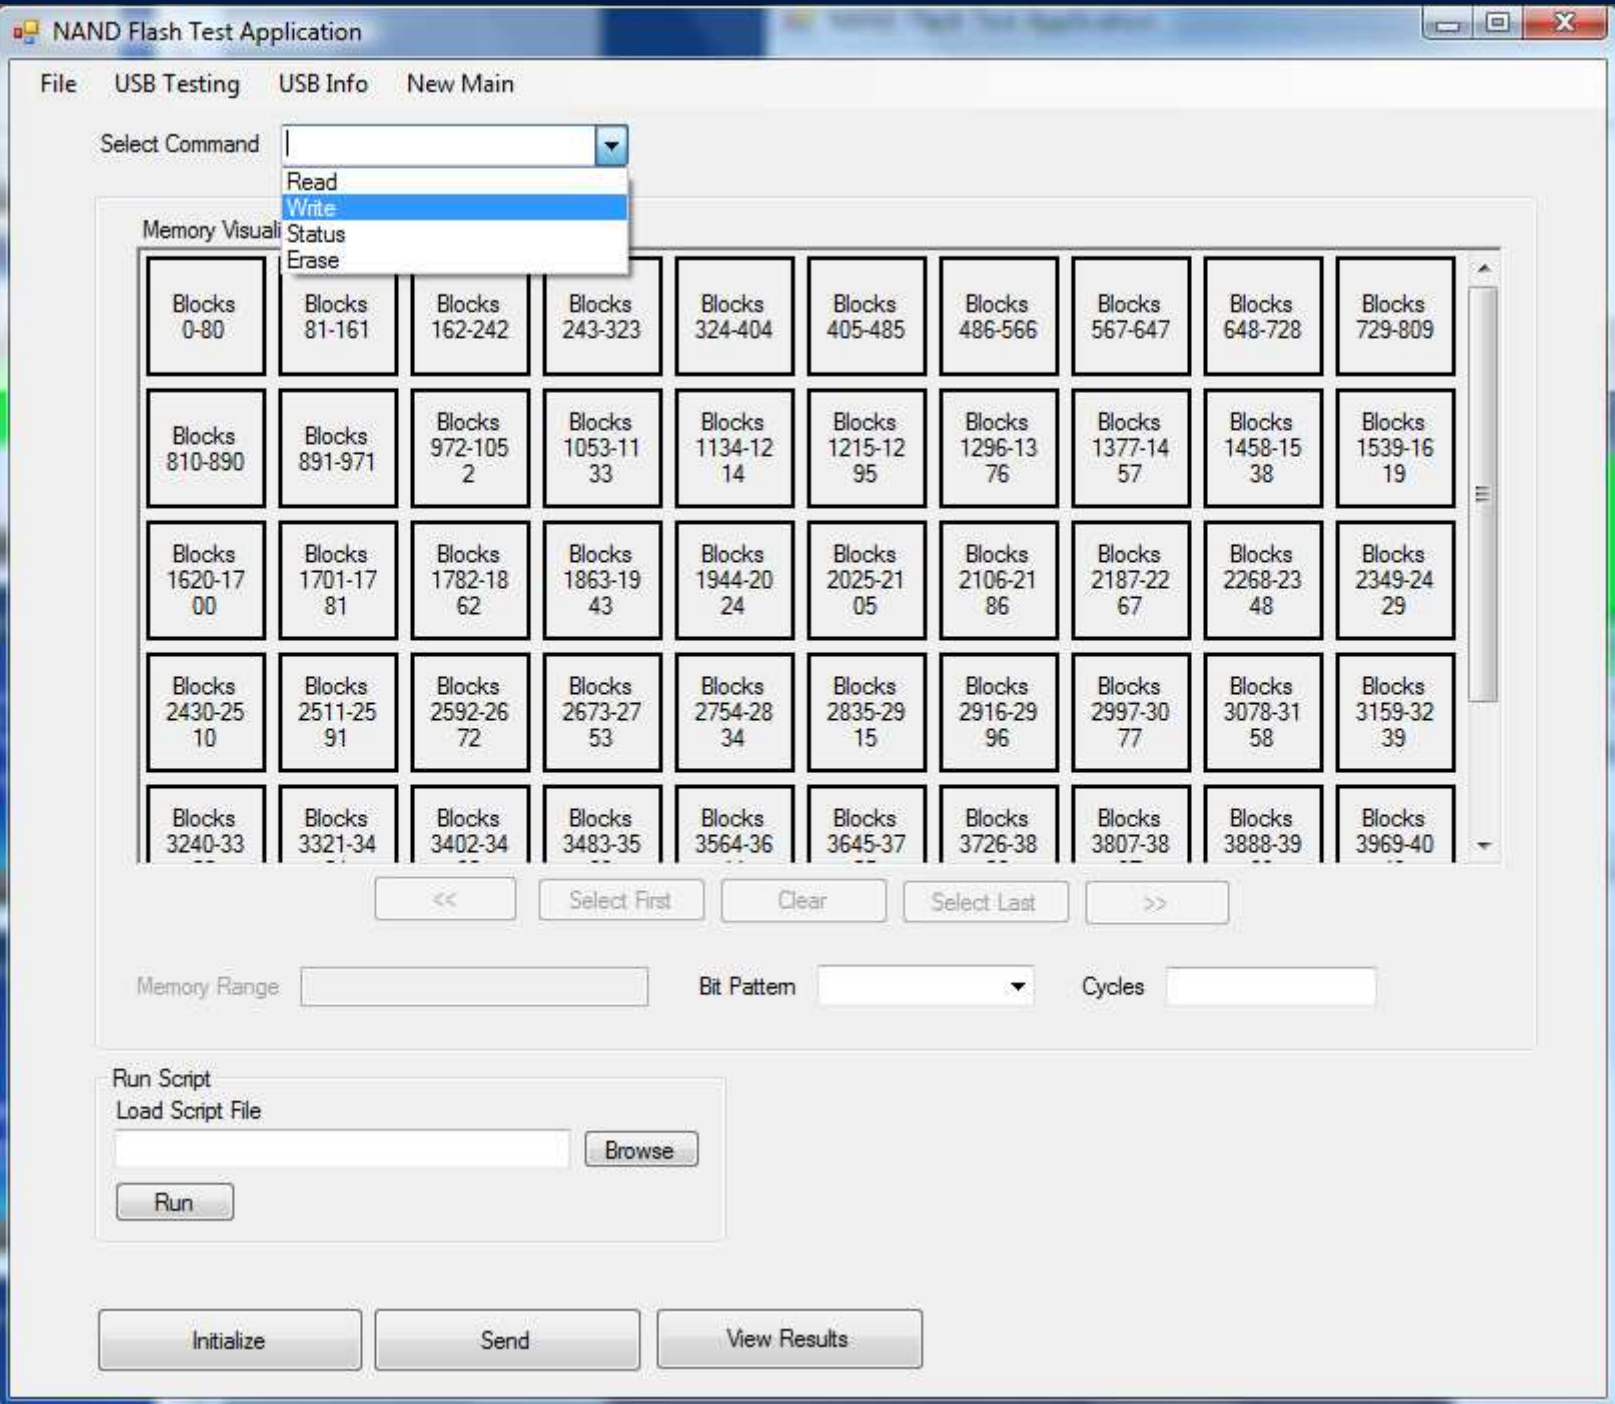 NAND Flash Test Application
File USB Testing USB Info New Main
Select Command
Read
Write
Status
Erase
Memory Visuali
Blocks Blocks Blocks Blocks Blocks Blocks Blocks Blocks Blocks Blocks
0-80 81-161 162-242 243-323 324-404 405-485 486-566 567-647 648-728 729-809
Blocks Blocks Blocks Blocks Blocks Blocks Blocks Blocks Blocks Blocks
810-890 891-971 972-105 1053-11 1134-12 1215-12 1296-13 1377-14 1458-15 1539-16
2 33 14 95 76 57 38 19
Blocks Blocks Blocks Blocks Blocks Blocks Blocks Blocks Blocks Blocks
1620-17 1701-17 1782-18 1863-19 1944-20 2025-21 2106-21 2187-22 2268-23 2349-24
00 81 62 43 24 05 86 67 48 29
Blocks Blocks Blocks Blocks Blocks Blocks Blocks Blocks Blocks Blocks
2430-25 2511-25 2592-26 2673-27 2754-28 2835-29 2916-29 2997-30 3078-31 3159-32
10 91 72 53 34 15 96 77 58 39
Blocks Blocks Blocks Blocks Blocks Blocks Blocks Blocks Blocks Blocks
3240-33 3321-34 3402-34 3483-35 3564-36 3645-37 3726-38 3807-38 3888-39 3969-40
<< Select First Clear Select Last >>
Memory Range Bit Pattern Cycles
Run Script
Load Script File
Browse
Run
Initialize Send View Results